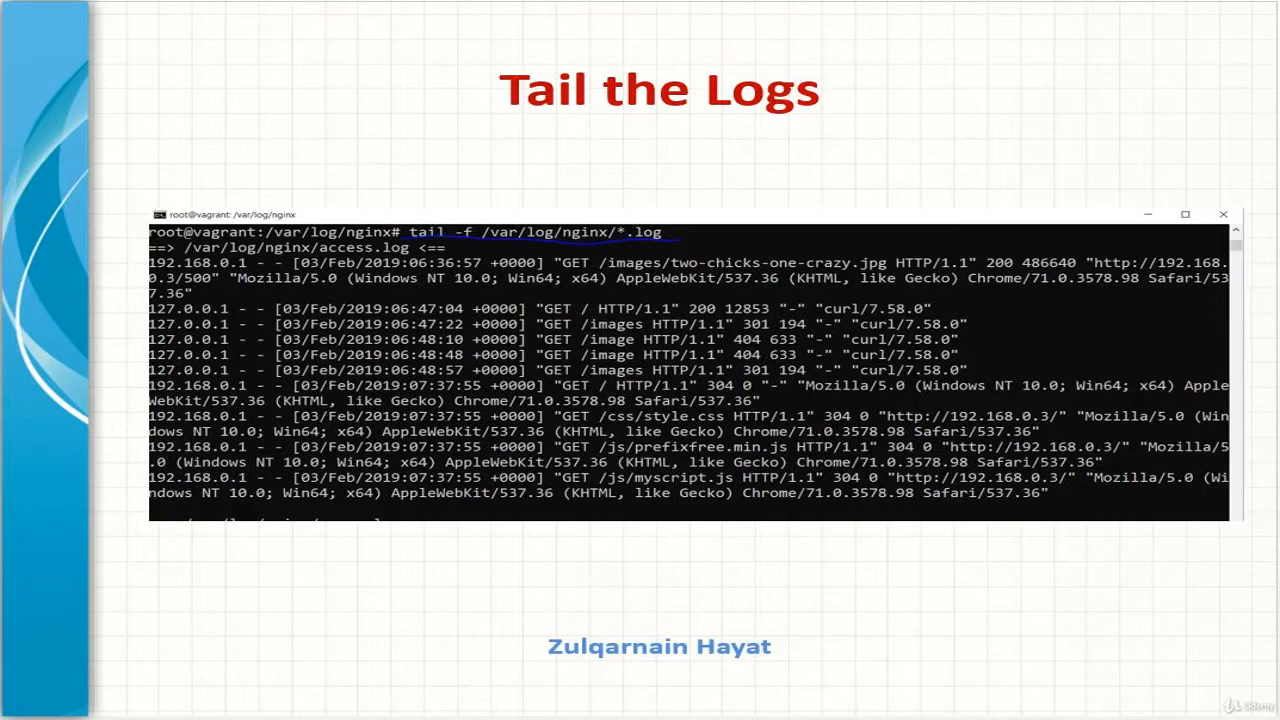 Tail the Logs
root@vagrant: /var/log/nginx
root@vagrant:/var/log/nginx# tail -f /var/log/nginx/*.log
==> /var/log/nginx/access.log <==
192.168.0.1 - - [03/Feb/2019:06:36:57 +0000] "GET /images/two-chicks-one-crazy.jpg HTTP/1.1" 200 486640 "http://192.168.
0.3/500" "Mozilla/5.0 (Windows NT 10.0; Win64; x64) AppleWebKit/537.36 (KHTML, like Gecko) Chrome/71.0.3578.98 Safari/53
7.36"
127.0.0.1 - - [03/Feb/2019:06:47:04 +0000] "GET / HTTP/1.1" 200 12853 "-" "curl/7.58.0"
127.0.0.1 - - [03/Feb/2019:06:47:22 +0000] "GET /images HTTP/1.1" 301 194 "-" "curl/7.58.0"
127.0.0.1 - - [03/Feb/2019:06:48:10 +0000] "GET /image HTTP/1.1" 404 633 "-" "curl/7.58.0"
127.0.0.1 - - [03/Feb/2019:06:48:48 +0000] "GET /image HTTP/1.1" 404 633 "-" "curl/7.58.0"
127.0.0.1 - - [03/Feb/2019:06:48:57 +0000] "GET /images HTTP/1.1" 301 194 "-" "curl/7.58.0"
192.168.0.1 - - [03/Feb/2019:07:37:55 +0000] "GET / HTTP/1.1" 304 0 "-" "Mozilla/5.0 (Windows NT 10.0; Win64; x64) Apple
WebKit/537.36 (KHTML, like Gecko) Chrome/71.0.3578.98 Safari/537.36"
192.168.0.1 - - [03/Feb/2019:07:37:55 +0000] "GET /css/style.css HTTP/1.1" 304 0 "http://192.168.0.3/" "Mozilla/5.0 (Win
dows NT 10.0; Win64; x64) AppleWebKit/537.36 (KHTML, like Gecko) Chrome/71.0.3578.98 Safari/537.36"
192.168.0.1 - - [03/Feb/2019:07:37:55 +0000] "GET /js/prefixfree.min.js HTTP/1.1" 304 0 "http://192.168.0.3/" "Mozilla/5
.0 (Windows NT 10.0; Win64; x64) AppleWebKit/537.36 (KHTML, like Gecko) Chrome/71.0.3578.98 Safari/537.36"
192.168.0.1 - - [03/Feb/2019:07:37:55 +0000] "GET /js/myscript.js HTTP/1.1" 304 0 "http://192.168.0.3/" "Mozilla/5.0 (Wi
ndows NT 10.0; Win64; x64) AppleWebKit/537.36 (KHTML, like Gecko) Chrome/71.0.3578.98 Safari/537.36"
Zulqarnain Hayat
Udemy